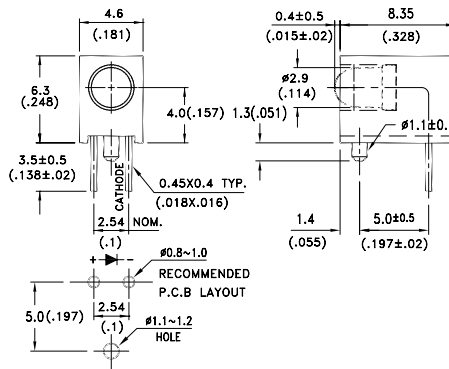 4.6
(.181)
0.4±0.5
(.015±.02)
8.35
(.328)
6.3
(.248)
4.0(.157)
ø2.9
(.114)
1.3(.051)
ø1.1±0.
3.5±0.5
(.138±.02)
CATHODE
0.45X0.4 TYP.
(.018X.016)
2.54 NOM.
(.1)
1.4
(.055)
5.0±0.5
(.197±.02)
+ -
ø0.8~1.0
RECOMMENDED
P.C.B LAYOUT
5.0(.197)
2.54
(.1)
ø1.1~1.2
HOLE